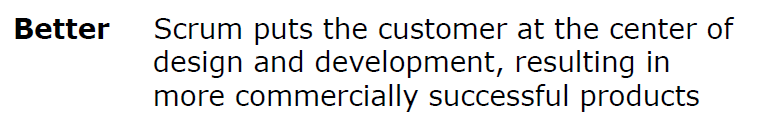 Better Scrum puts the customer at the center of
design and development, resulting in
more commercially successful products